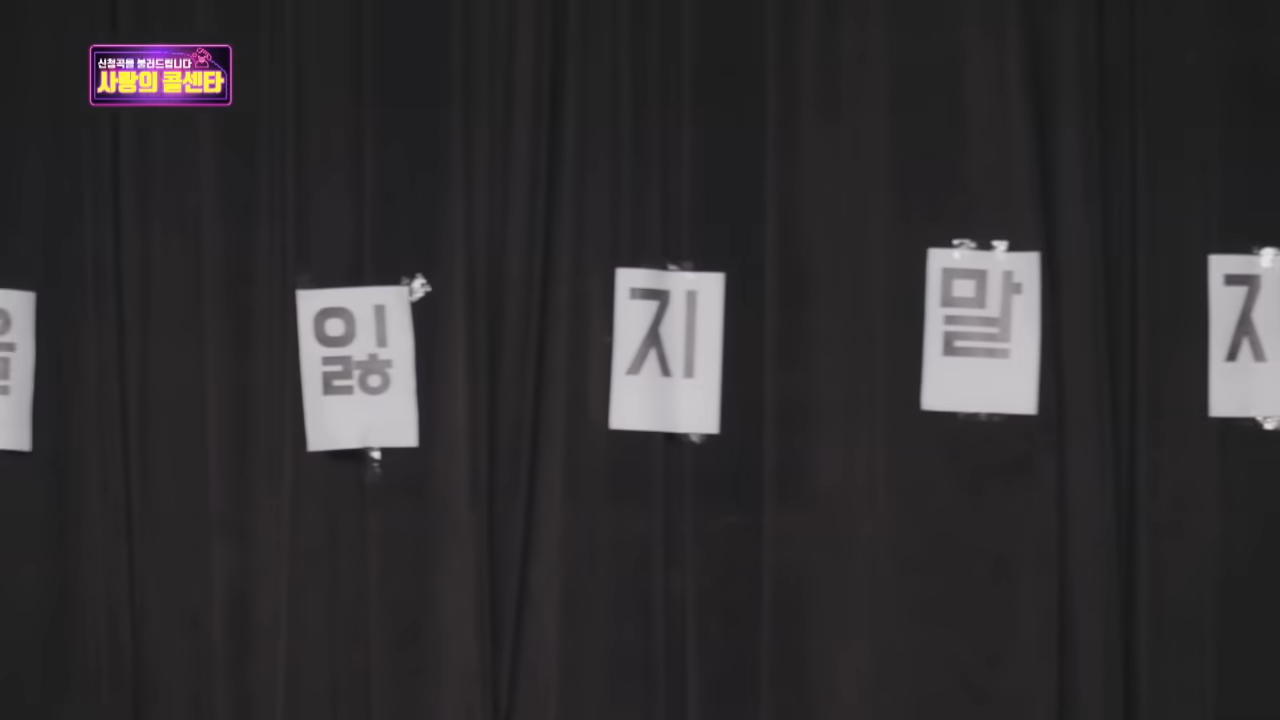 신청곡을 불러드립니다
사랑의 콜센타
잃 지 말